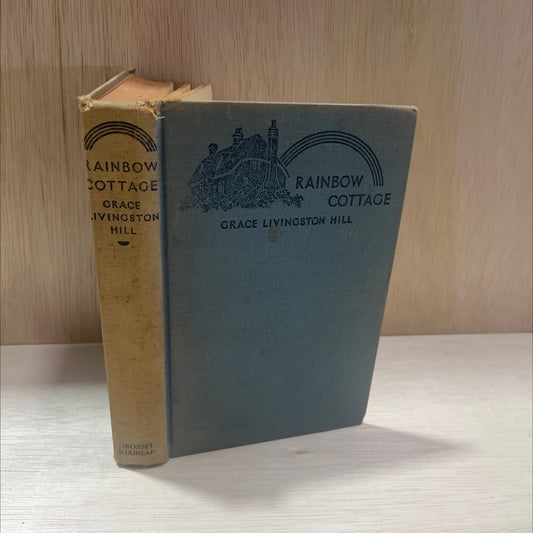 RAINBOW
COTTAGE
GRACE
LIVINGSTON
HILL
GROSSET
& DUNLAP
RAINBOW
COTTAGE
GRACE LIVINGSTON HILL